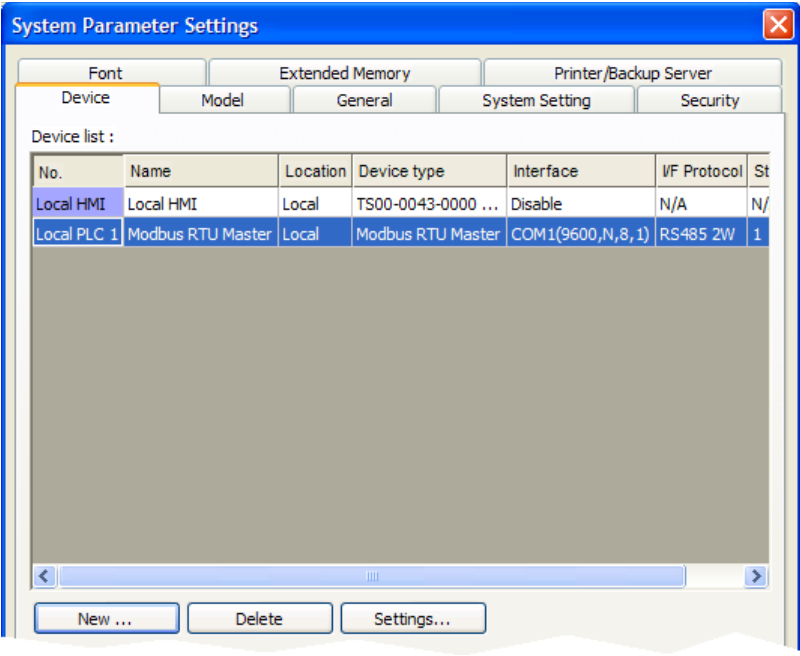 System Parameter Settings
Font Extended Memory Printer/Backup Server
Device Model General System Setting Security
Device list :
No. Name Location Device type Interface I/F Protocol St
Local HMI Local HMI Local TS00-0043-0000 ... Disable N/A N/
Local PLC 1 Modbus RTU Master Local Modbus RTU Master COM1(9600,N,8,1) RS485 2W 1
New ... Delete Settings...